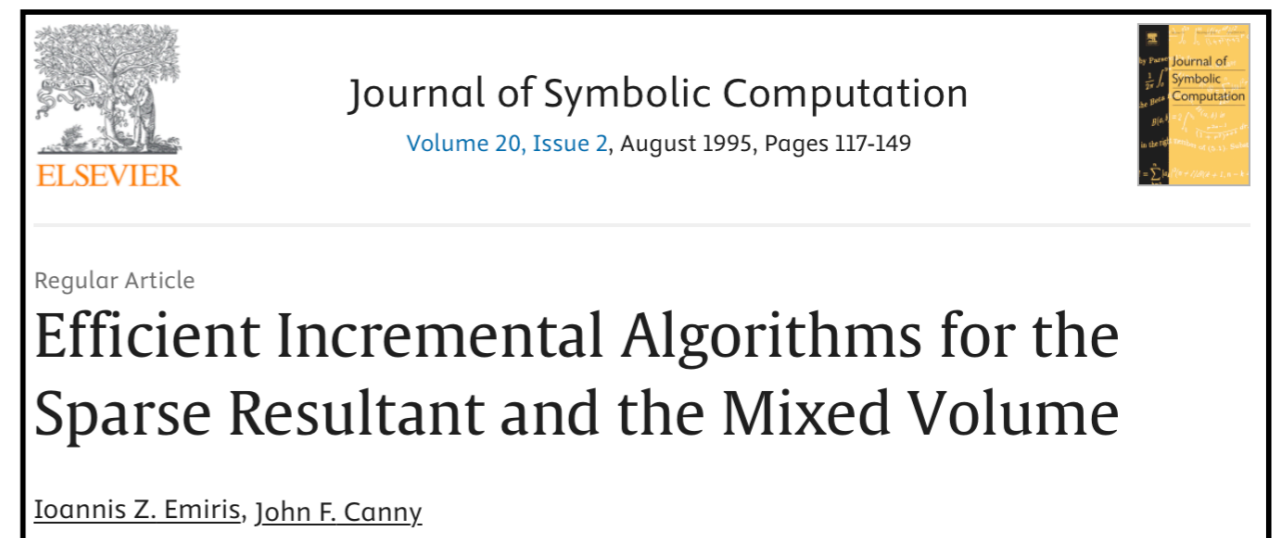 ELSEVIER
Journal of Symbolic Computation
Volume 20, Issue 2, August 1995, Pages 117-149
Journal of
Symbolic
Computation
Regular Article
Efficient Incremental Algorithms for the
Sparse Resultant and the Mixed Volume
Ioannis Z. Emiris, John F. Canny